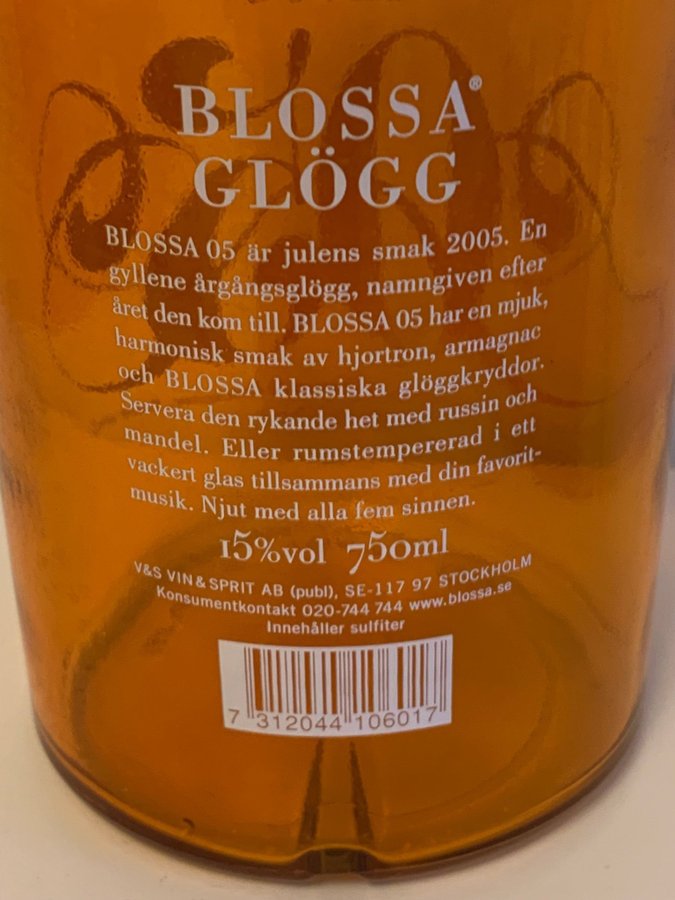 BLOSSA®
GLÖGG
BLOSSA 05 är julens smak 2005. En
gyllene årgångsglögg, namngiven efter
året den kom till. BLOSSA 05 har en mjuk,
harmonisk smak av hjortron, armagnac
och BLOSSA klassiska glöggkryddor.
Servera den rykande het med russin och
mandel. Eller rumstempererad i ett
vackert glas tillsammans med din favorit-
musik. Njut med alla fem sinnen.
15%vol 750ml
V&S VIN & SPRIT AB (publ), SE-117 97 STOCKHOLM
Konsumentkontakt 020-744 744 www.blossa.se
Innehåller sulfiter
7 312044 106017